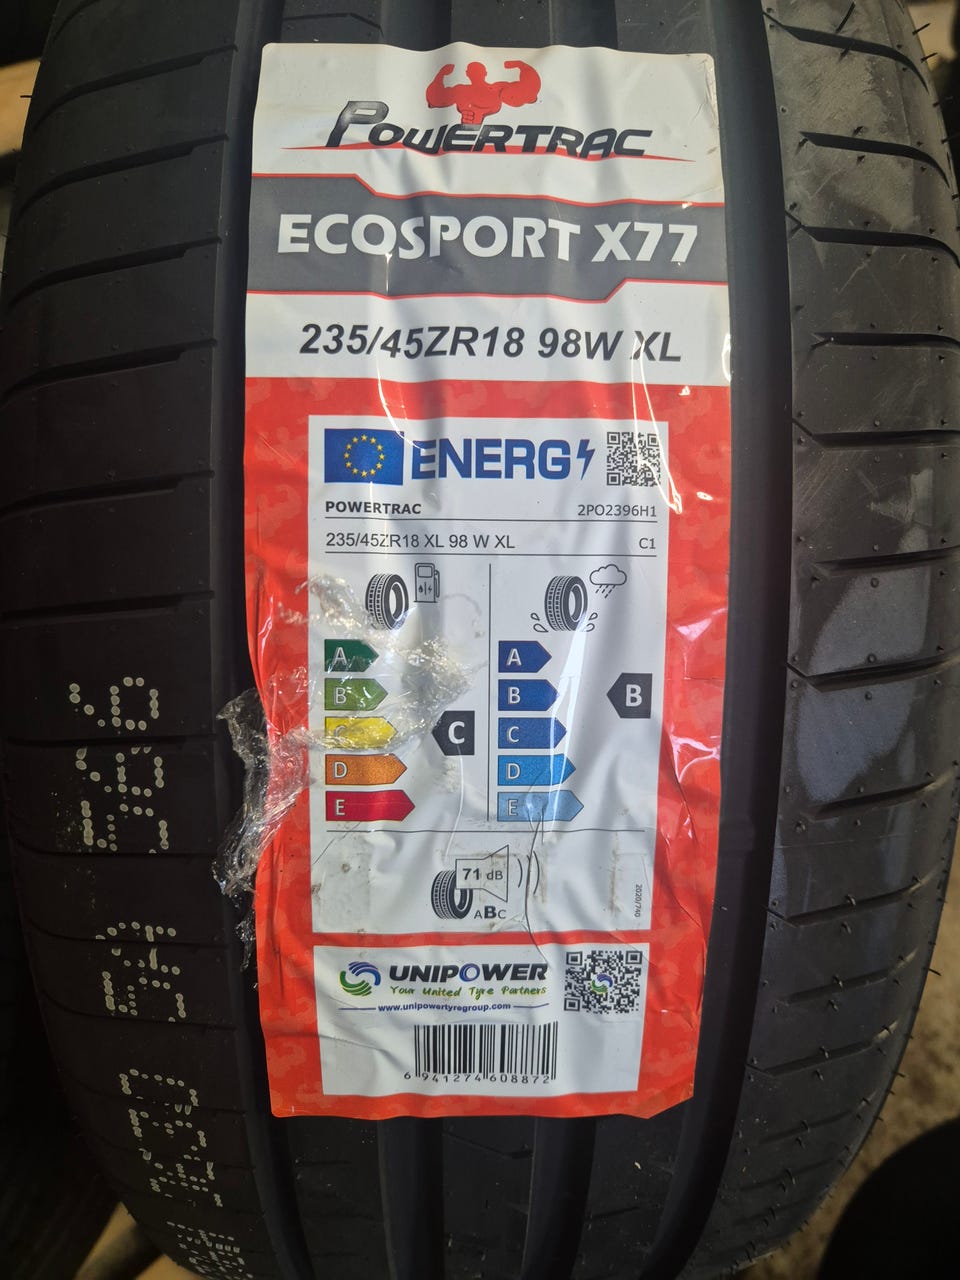 POWERTRAC
ECOSPORT X77
235/45ZR18 98W XL
ENERG
POWERTRAC 2PO2396H1
235/45ZR18 XL 98 W XL C1
A A
B B B
C C C
D D
E E
71 dB
ABC
2020/740
UNIPOWER
Your United Tyre Partners
www.unipowertyregroup.com
6 941274 608872